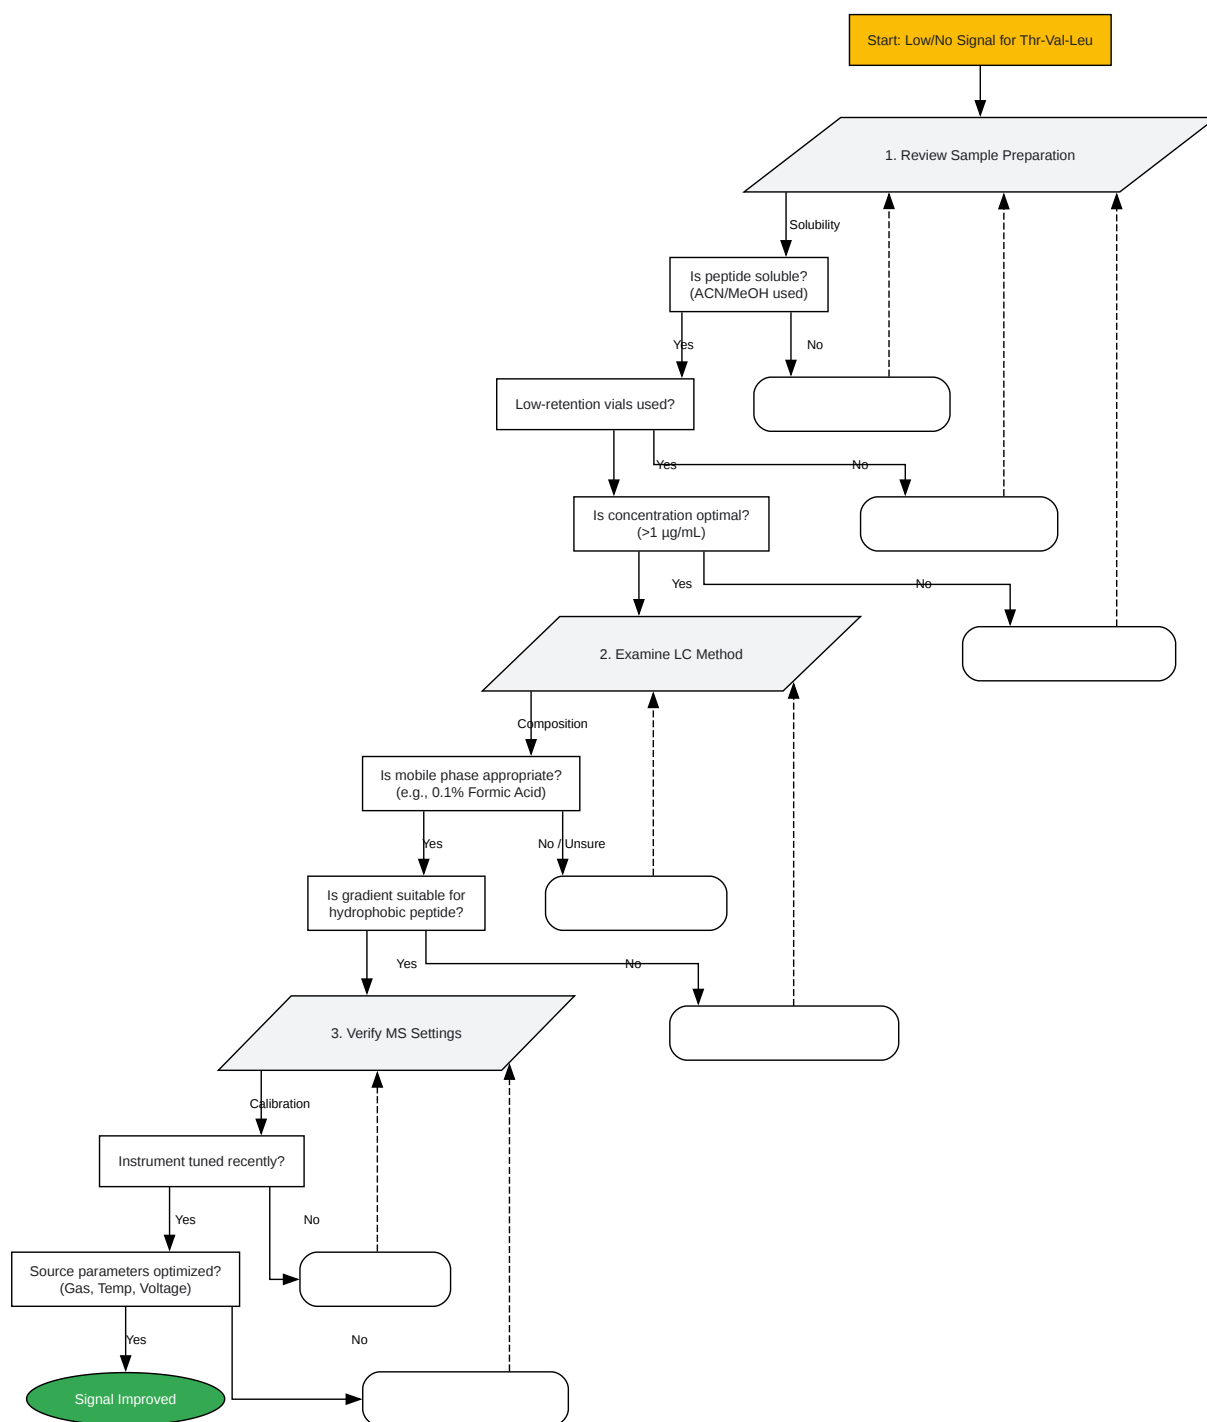 Start: Low/No Signal for Thr-Val-Leu
1. Review Sample Preparation
Solubility
Is peptide soluble?
(ACN/MeOH used)
Yes
No
Low-retention vials used?
Yes
No
Is concentration optimal?
(>1 µg/mL)
Yes
No
2. Examine LC Method
Composition
Is mobile phase appropriate?
(e.g., 0.1% Formic Acid)
Yes
No / Unsure
Is gradient suitable for
hydrophobic peptide?
Yes
No
3. Verify MS Settings
Calibration
Instrument tuned recently?
Yes
No
Source parameters optimized?
(Gas, Temp, Voltage)
Yes
No
Signal Improved